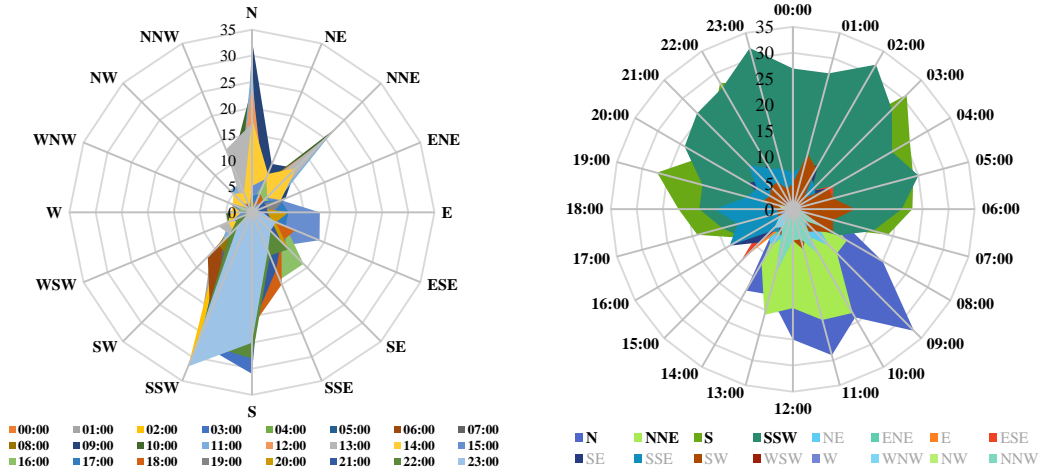 N
NNW
NE
NW
NNE
WNW
ENE
W
E
WSW
ESE
SW
SE
SSW
SSE
S
35
30
25
20
15
10
5
0
00:00 01:00 02:00 03:00 04:00 05:00 06:00 07:00
08:00 09:00 10:00 11:00 12:00 13:00 14:00 15:00
16:00 17:00 18:00 19:00 20:00 21:00 22:00 23:00
00:00
23:00
01:00
22:00
02:00
21:00
03:00
20:00
04:00
19:00
05:00
18:00
06:00
17:00
07:00
16:00
08:00
15:00
09:00
14:00
10:00
13:00
11:00
12:00
35
30
25
20
15
10
5
0
N NNE S SSW NE ENE E ESE
SE SSE SW WSW W WNW NW NNW